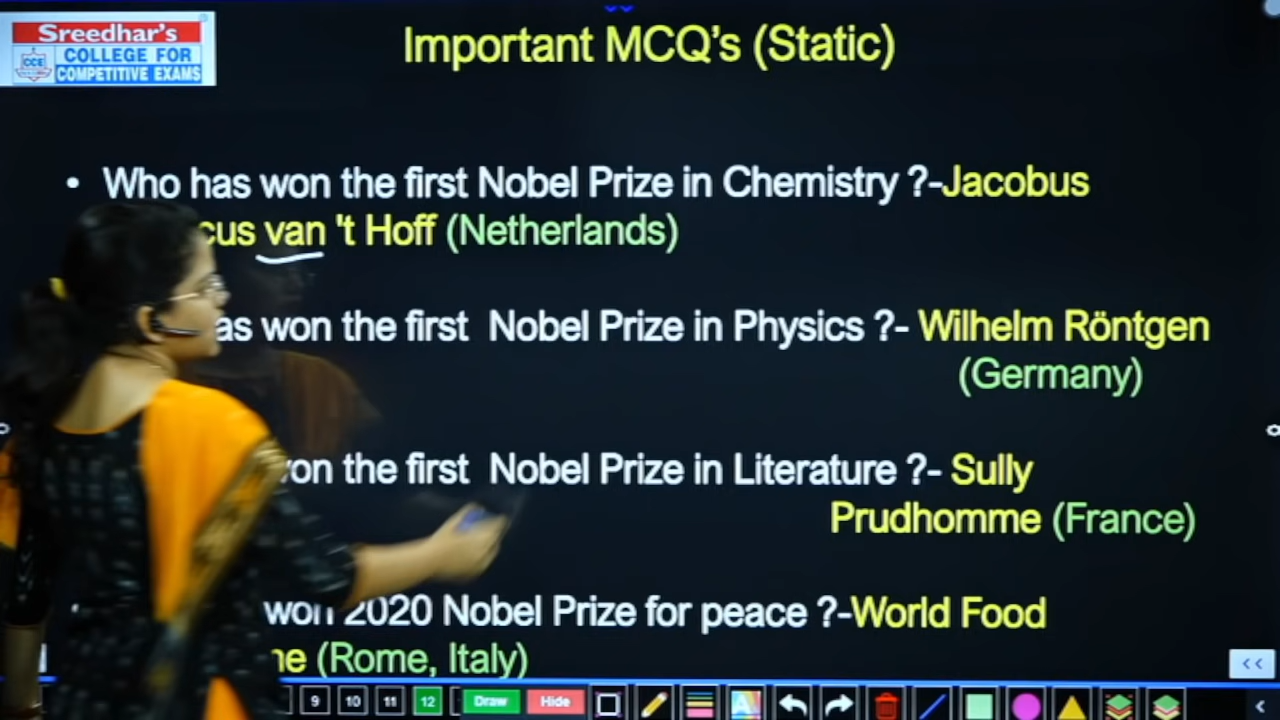 Sreedhar's
COLLEGE FOR
CCE
COMPETITIVE EXAMS
Important MCQ's (Static)
• Who has won the first Nobel Prize in Chemistry ?-Jacobus
cus van 't Hoff (Netherlands)
as won the first Nobel Prize in Physics ?- Wilhelm Röntgen
(Germany)
won the first Nobel Prize in Literature ?- Sully
Prudhomme (France)
won 2020 Nobel Prize for peace ?-World Food
me (Rome, Italy)
<<
9 10 11 12 Draw Hide